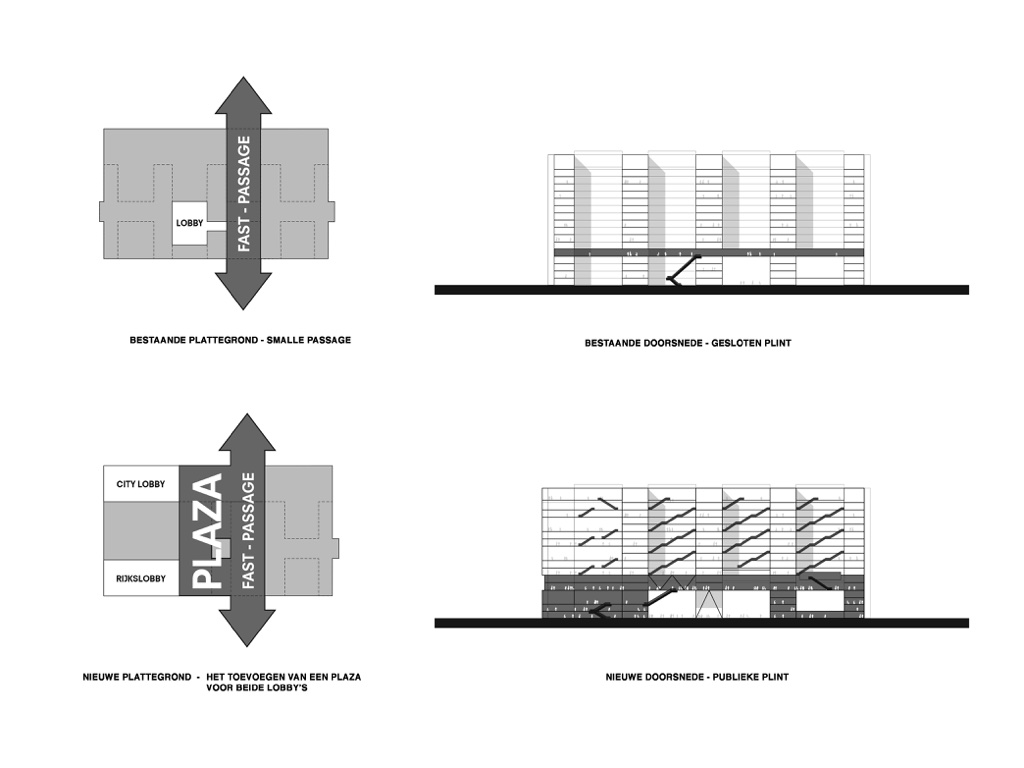 FAST - PASSAGE
LOBBY
BESTAANDE PLATTEGROND - SMALLE PASSAGE
BESTAANDE DOORSNEDE - GESLOTEN PLINT
CITY LOBBY
PLAZA
FAST - PASSAGE
RIJKSLOBBY
NIEUWE PLATTEGROND - HET TOEVOEGEN VAN EEN PLAZA
VOOR BEIDE LOBBY'S
NIEUWE DOORSNEDE - PUBLIEKE PLINT